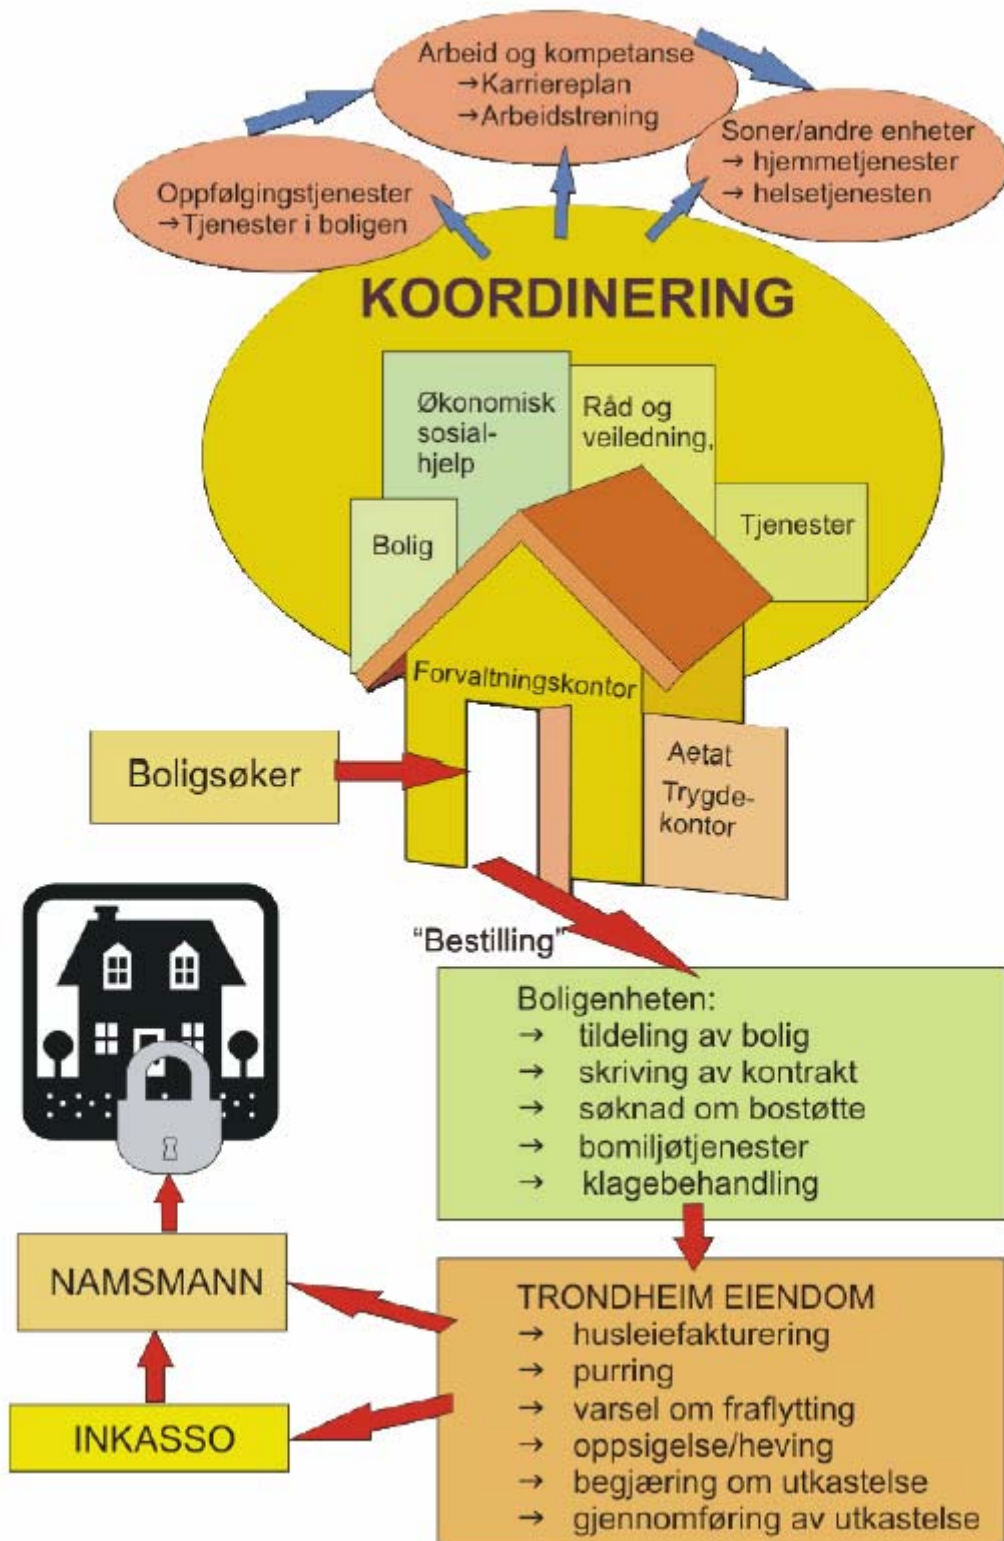 Arbeid og kompetanse
→Karriereplan
→Arbeidstrening
Soner/andre enheter
→ hjemmetjenester
→ helsetjenesten
Oppfølgingstjenester
→Tjenester i boligen
KOORDINERING
Økonomisk
sosial-
hjelp
Råd og
veiledning,
Bolig
Tjenester
Forvaltningskontor
Boligsøker
Aetat
Trygde-
kontor
“Bestilling”
Boligenheten:
→ tildeling av bolig
→ skriving av kontrakt
→ søknad om bostøtte
→ bomiljøtjenester
→ klagebehandling
NAMSMANN
TRONDHEIM EIENDOM
→ husleiefakturering
→ purring
→ varsel om fraflytting
→ oppsigelse/heving
→ begjæring om utkastelse
→ gjennomføring av utkastelse
INKASSO